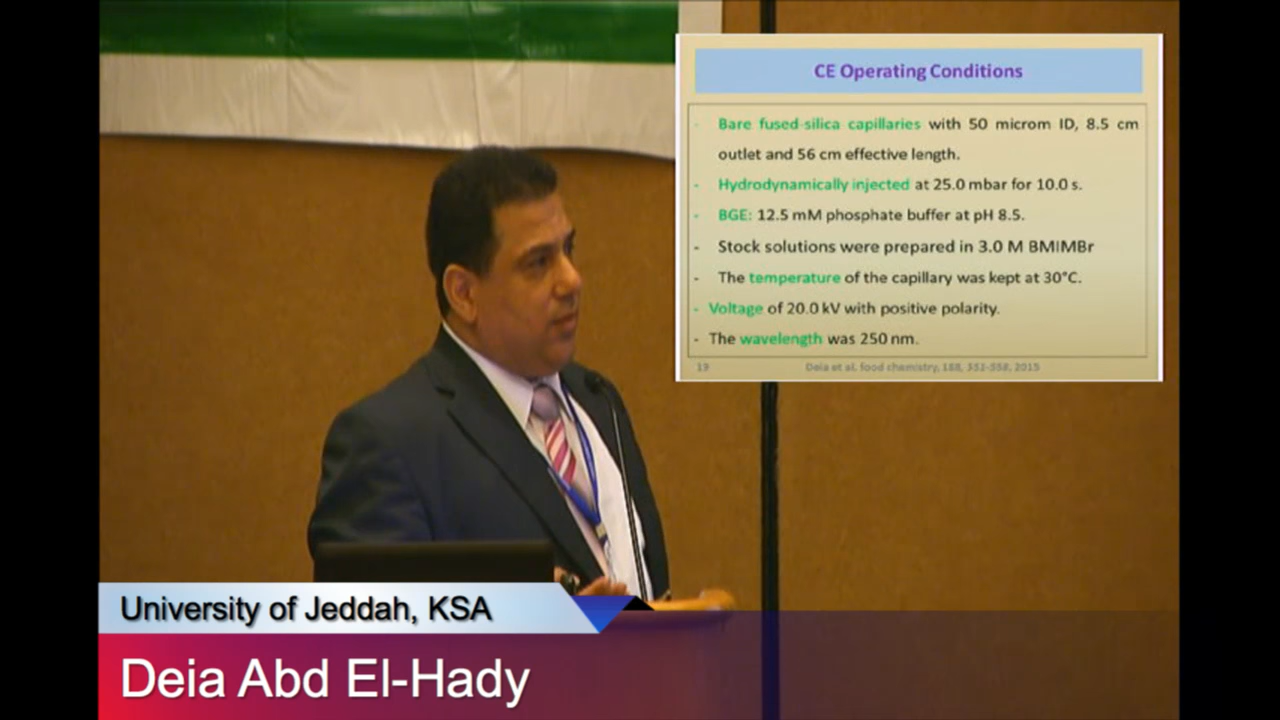 CE Operating Conditions
- Bare fused-silica capillaries with 50 microm ID, 8.5 cm
outlet and 56 cm effective length.
- Hydrodynamically injected at 25.0 mbar for 10.0 s.
- BGE: 12.5 mM phosphate buffer at pH 8.5.
- Stock solutions were prepared in 3.0 M BMIMBr
- The temperature of the capillary was kept at 30°C.
- Voltage of 20.0 kV with positive polarity.
- The wavelength was 250 nm.
19 Deia et al, food chemistry, 188, 2015
University of Jeddah, KSA
Deia Abd El-Hady